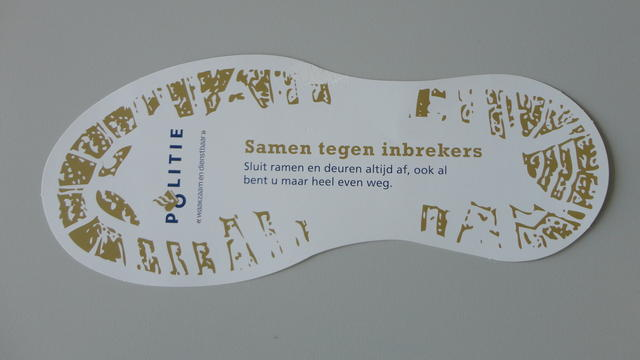 POLITIE
«waakzaam en dienstbaar»
Samen tegen inbrekers
Sluit ramen en deuren altijd af, ook al
bent u maar heel even weg.